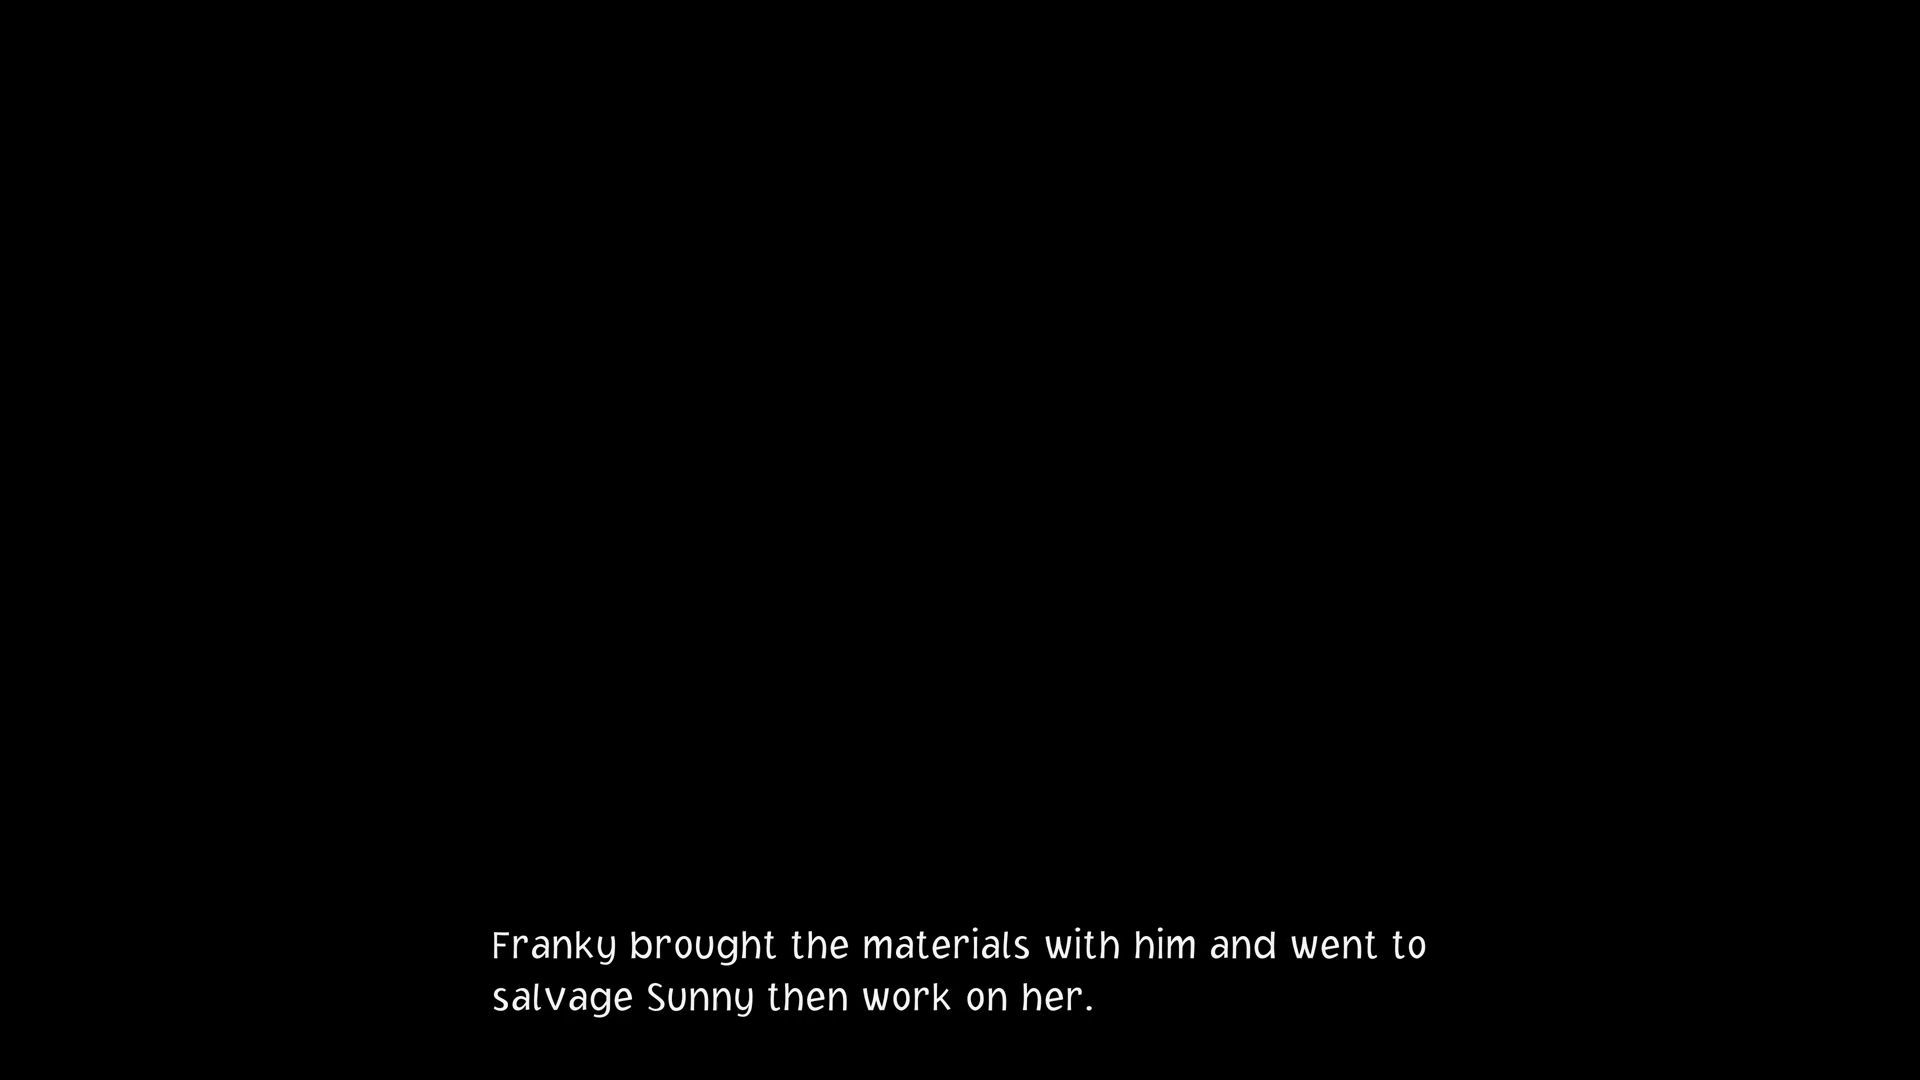 Franky brought the materials with him and went to
salvage Sunny then work on her.